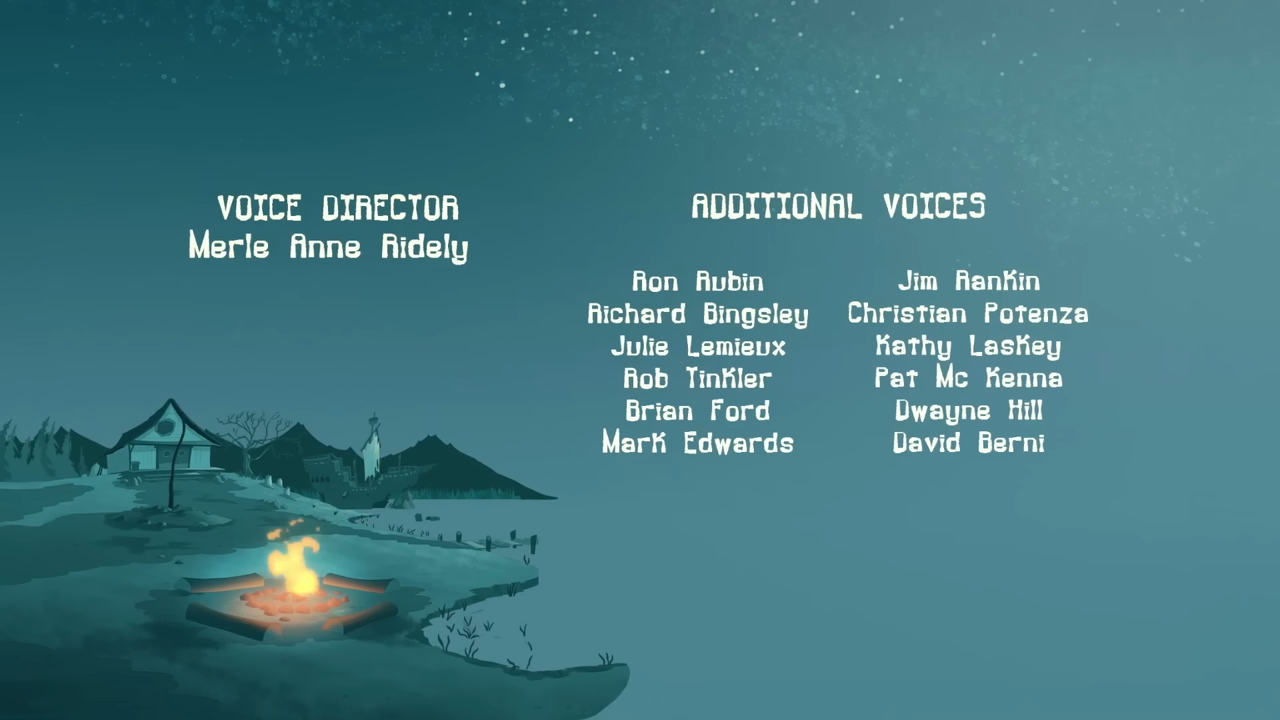 VOICE DIRECTOR
Merle Anne Ridely
ADDITIONAL VOICES
Ron Rubin
Jim Rankin
Richard Bingsley
Christian Potenza
Julie Lemieux
Kathy Laskey
Rob Tinkler
Pat Mc Kenna
Brian Ford
Dwayne Hill
Mark Edwards
David Berni